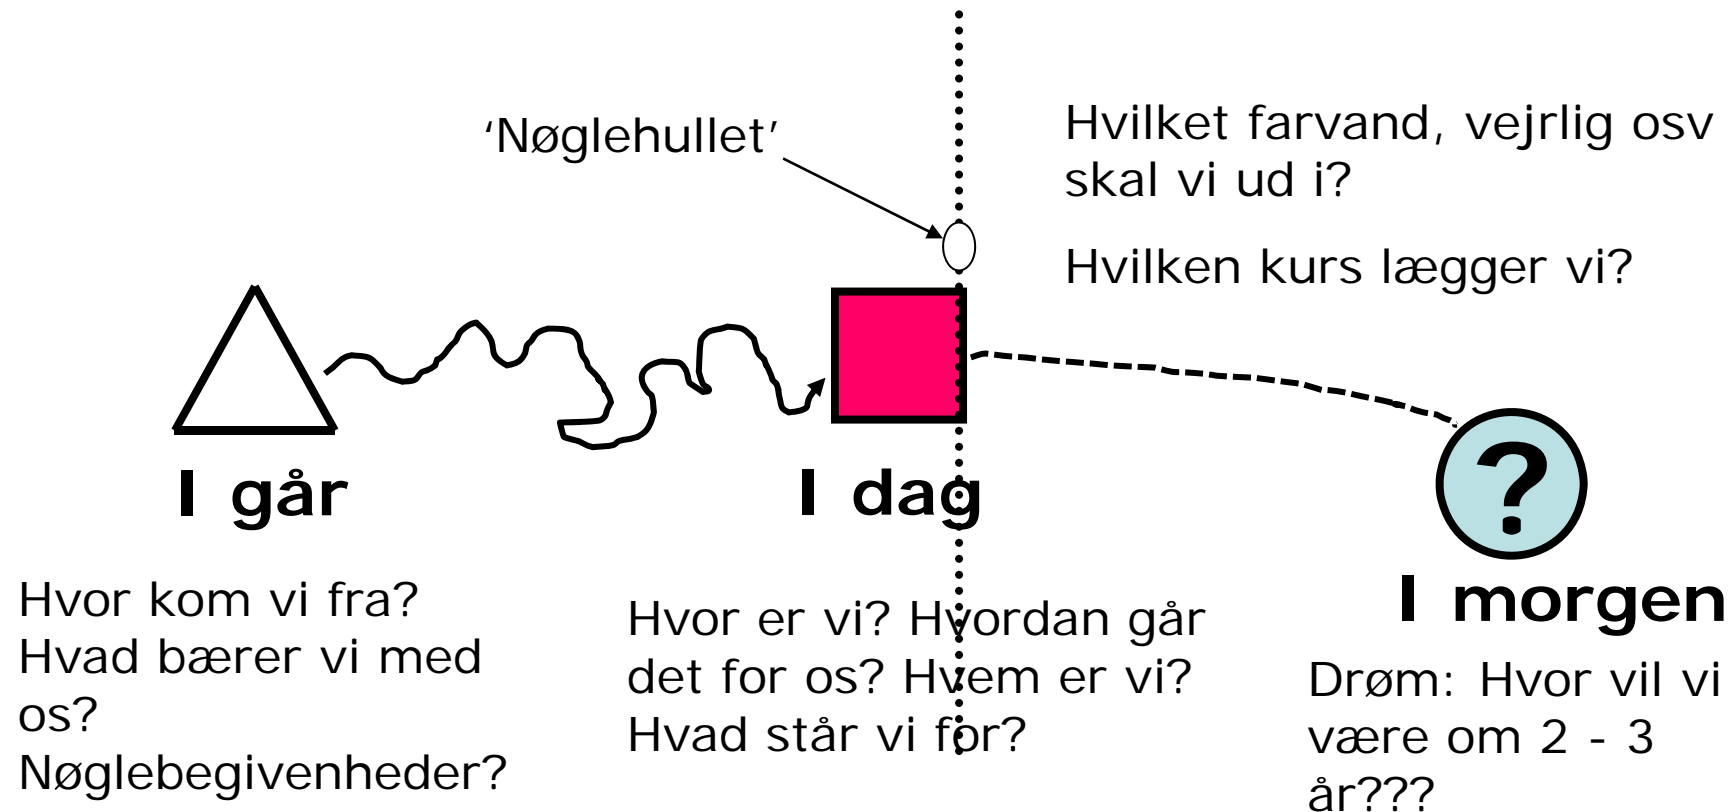 ‘Nøglehullet’
Hvilket farvand, vejrlig osv
skal vi ud i?
Hvilken kurs lægger vi?
I går
I dag
?
I morgen
Hvor kom vi fra?
Hvad bærer vi med
os?
Nøglebegivenheder?
Hvor er vi? Hvordan går
det for os? Hvem er vi?
Hvad står vi for?
Drøm: Hvor vil vi
være om 2 - 3
år???